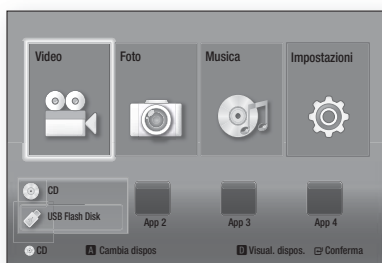 Video Foto Musica Impostazioni
CD
USB Flash Disk
App 2 App 3 App 4
CD A Cambia dispos D Visual. dispos. Conferma